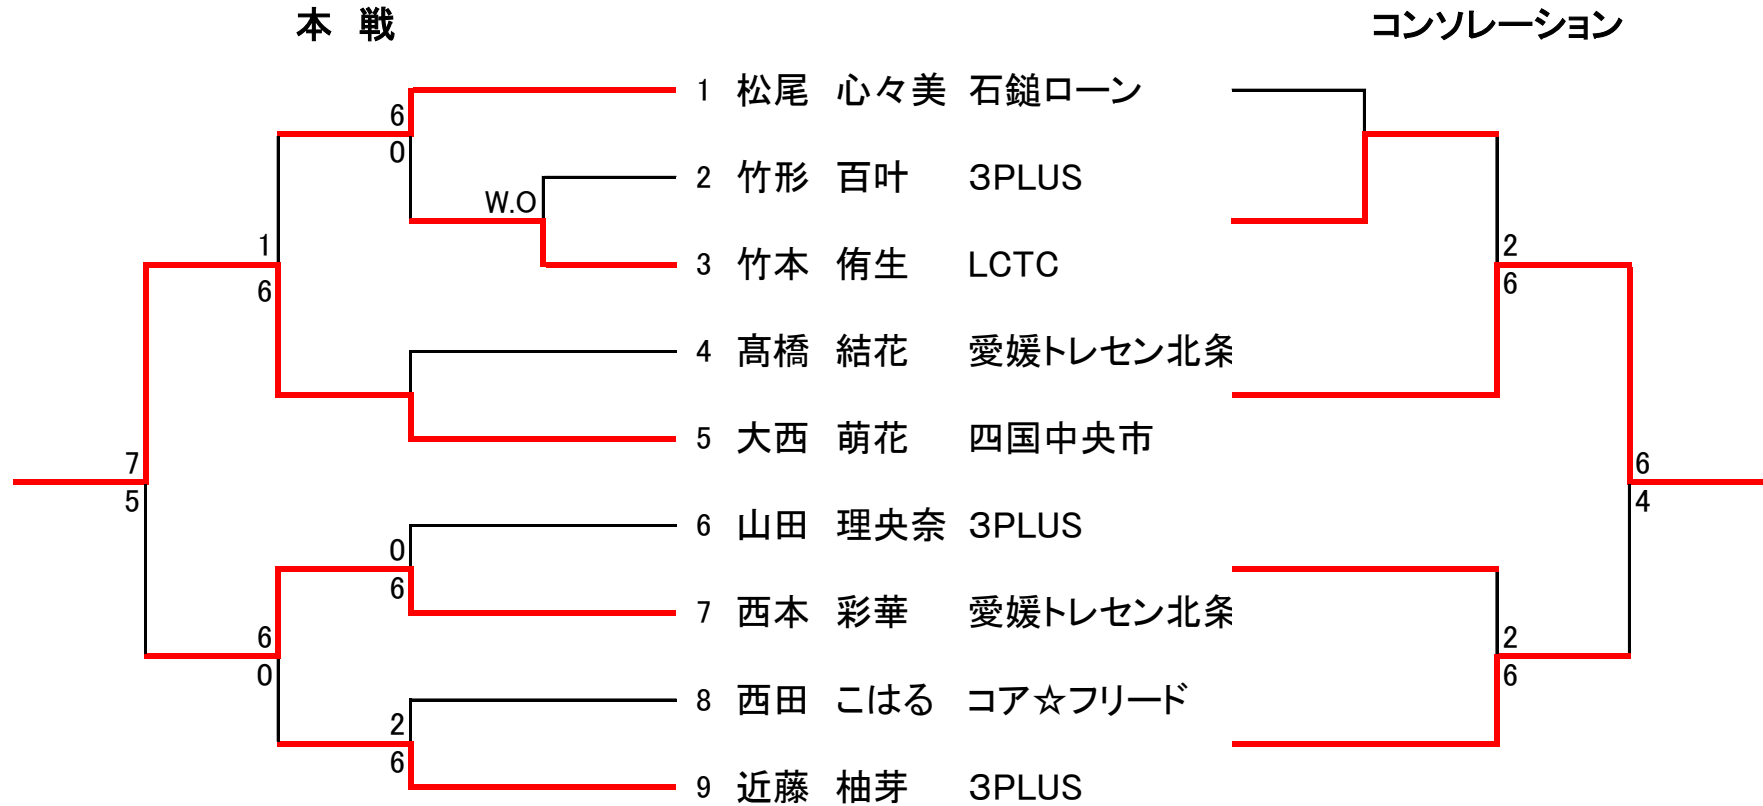 本　戦　コンソレーション
1 松尾　心々美 石鎚ローン
6
0
2 竹形　百叶 3PLUS
W.O
1
3 竹本　侑生 LCTC
2
6
6
4 髙橋　結花 愛媛トレセン北条
5 大西　萌花 四国中央市
7
5
6
4
6 山田　理央奈 3PLUS
0
6
7 西本　彩華 愛媛トレセン北条
6
0
2
6
8 西田　こはる コア☆フリード
2
6
9 近藤　柚芽 3PLUS